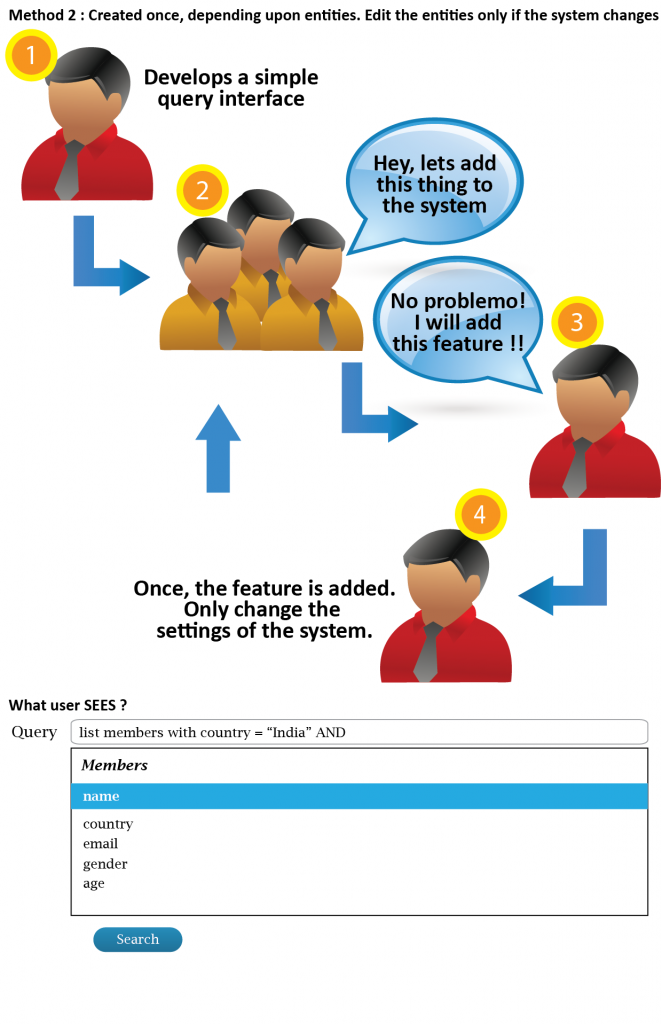 Method 2 : Created once, depending upon entities. Edit the entities only if the system changes
1
Develops a simple
query interface
2
Hey, lets add
this thing to
the system
No problemo!
I will add
this feature !!
3
4
Once, the feature is added.
Only change the
settings of the system.
What user SEES ?
Query
list members with country = “India” AND
Members
name
country
email
gender
age
Search